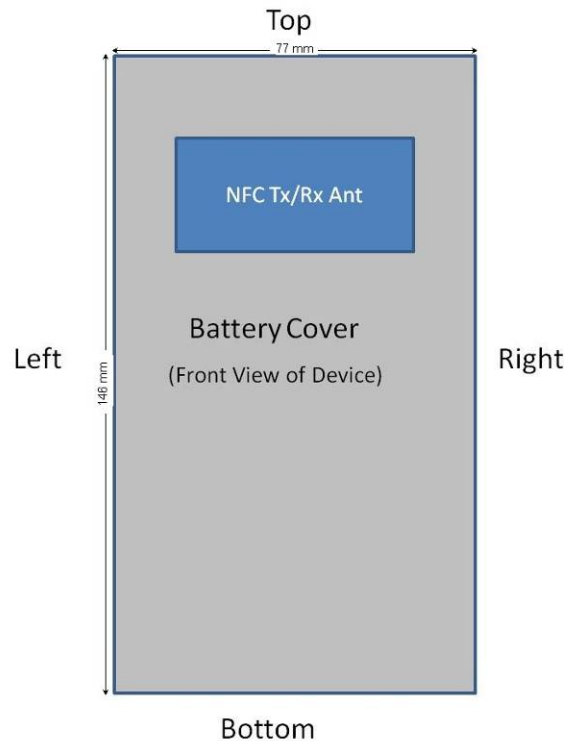 Top
77 mm
NFC Tx/Rx Ant
Battery Cover
(Front View of Device)
Left
146 mm
Right
Bottom